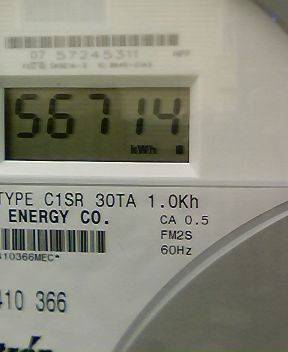 07 57245311
56714
kWh
TYPE C1SR 30TA 1.0Kh
ENERGY CO.
CA 0.5
FM2S
60Hz
410366MEC*
410 366